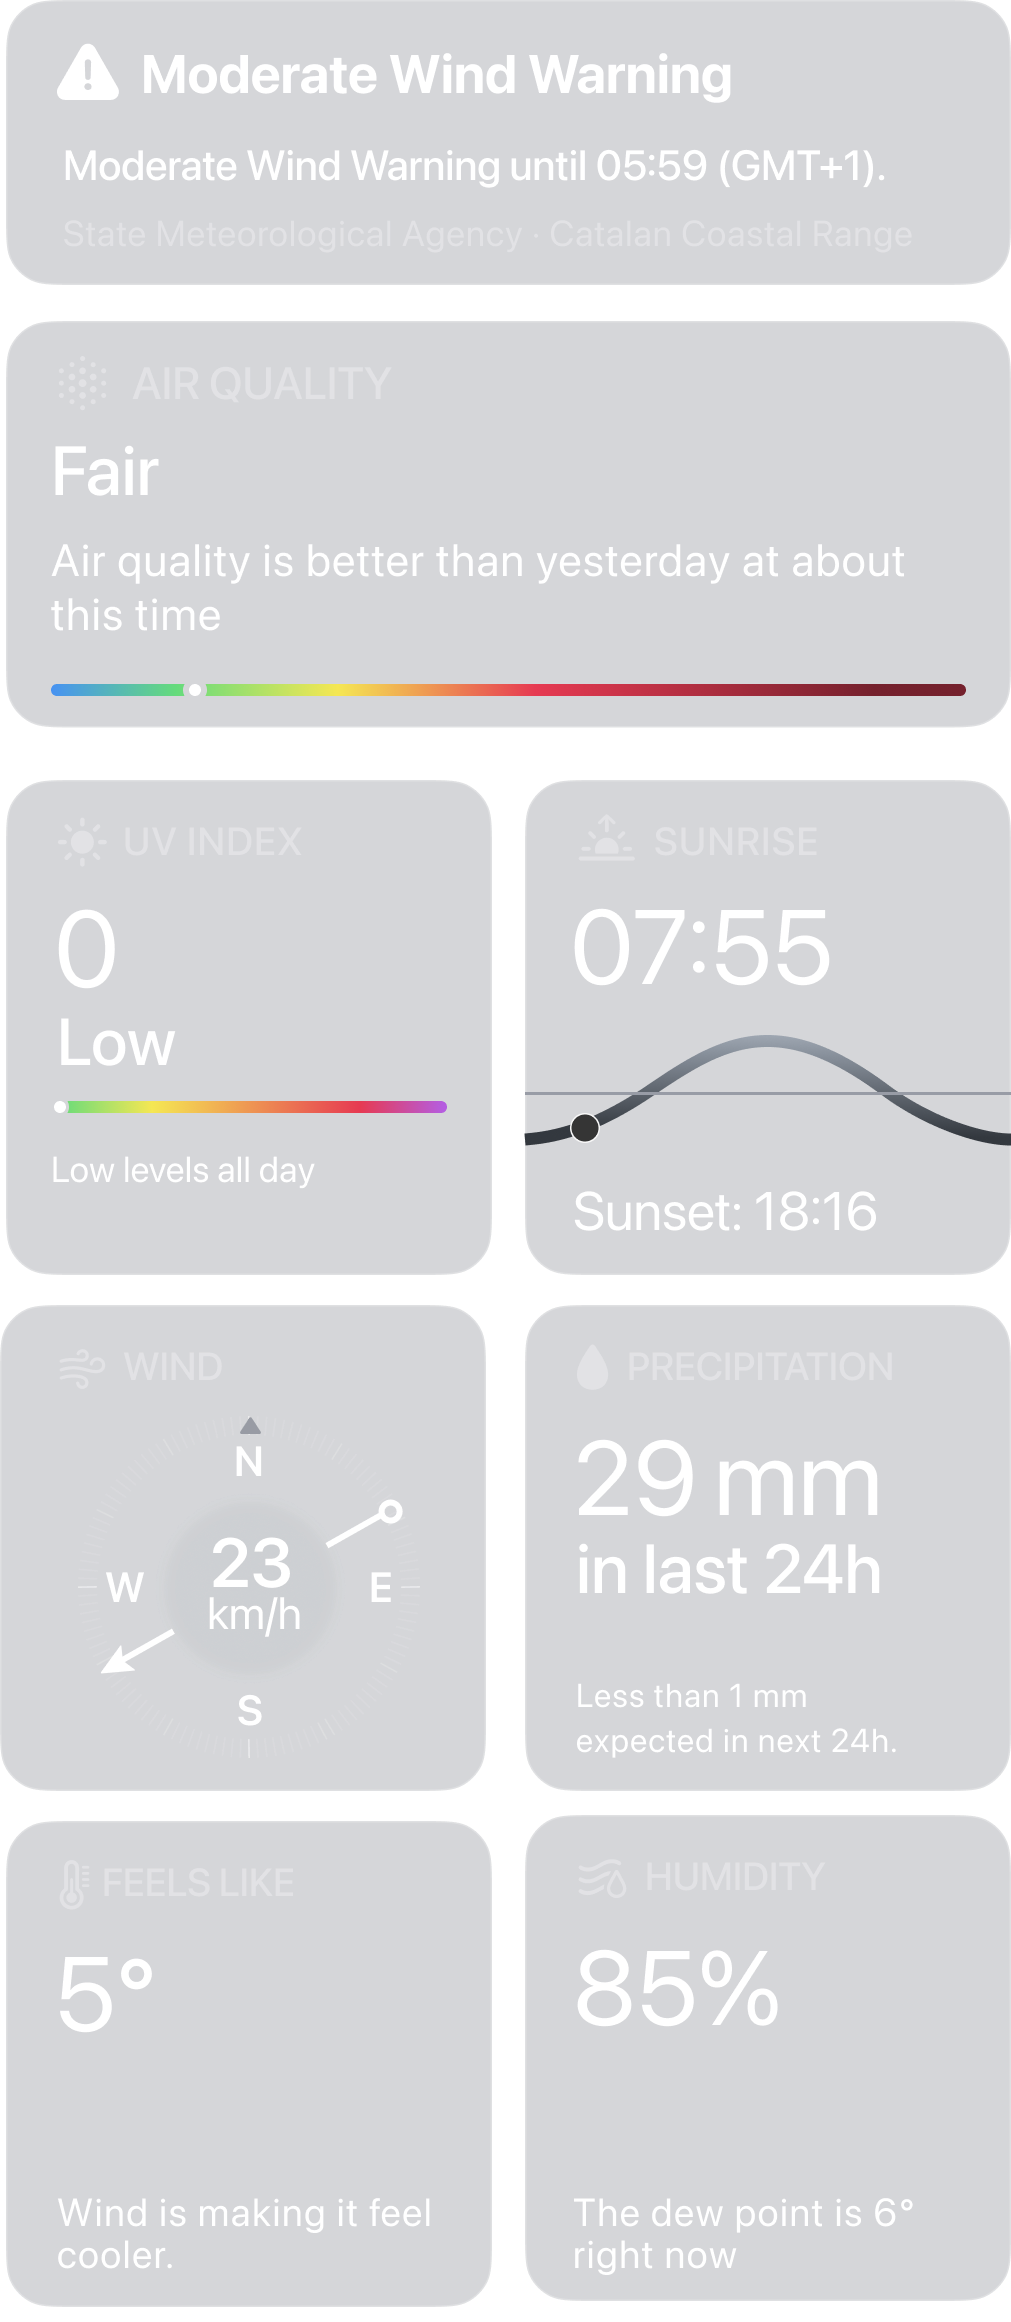 Moderate Wind Warning
Moderate Wind Warning until 05:59 (GMT+1).
State Meteorological Agency · Catalan Coastal Range
AIR QUALITY
Fair
Air quality is better than yesterday at about
this time
UV INDEX
0
Low
Low levels all day
SUNRISE
07:55
Sunset: 18:16
WIND
N
W
23
km/h
E
S
PRECIPITATION
29 mm
in last 24h
Less than 1 mm
expected in next 24h.
FEELS LIKE
5°
Wind is making it feel
cooler.
HUMIDITY
85%
The dew point is 6°
right now